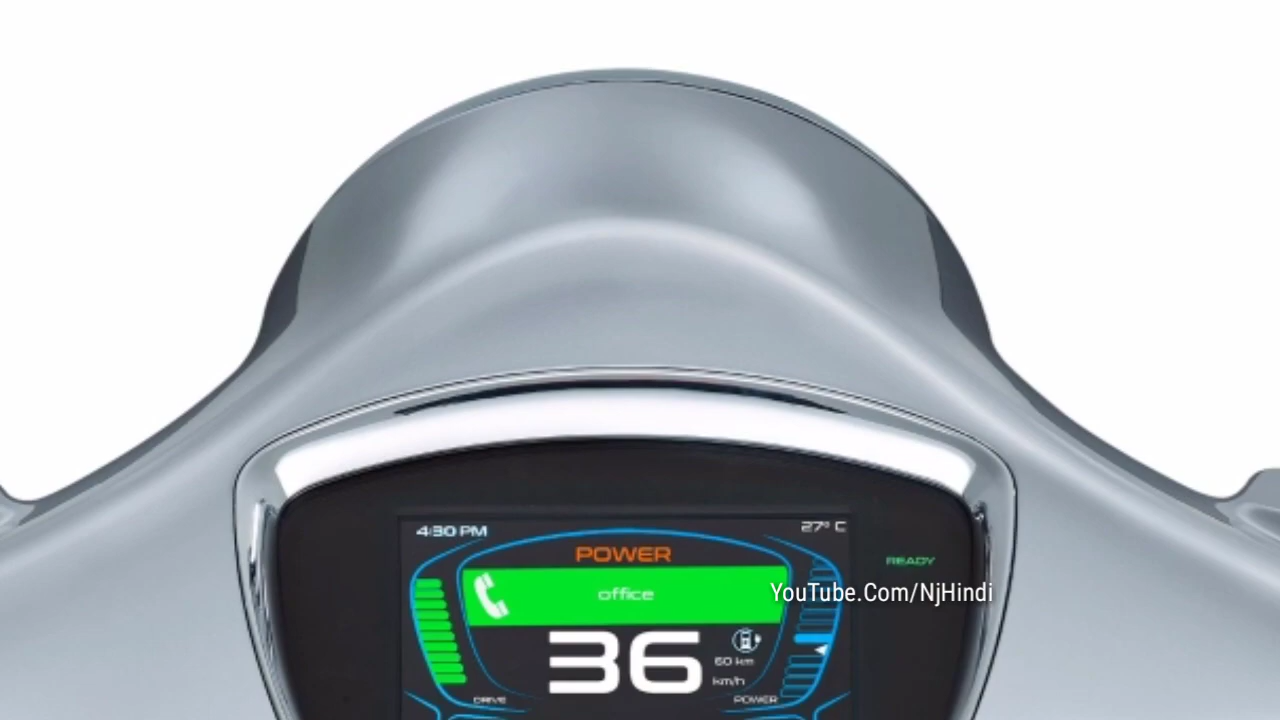 4:30 PM
27° C
POWER
READY
office
YouTube.Com/NjHindi
36
60 km
km/h
DRIVE
POWER